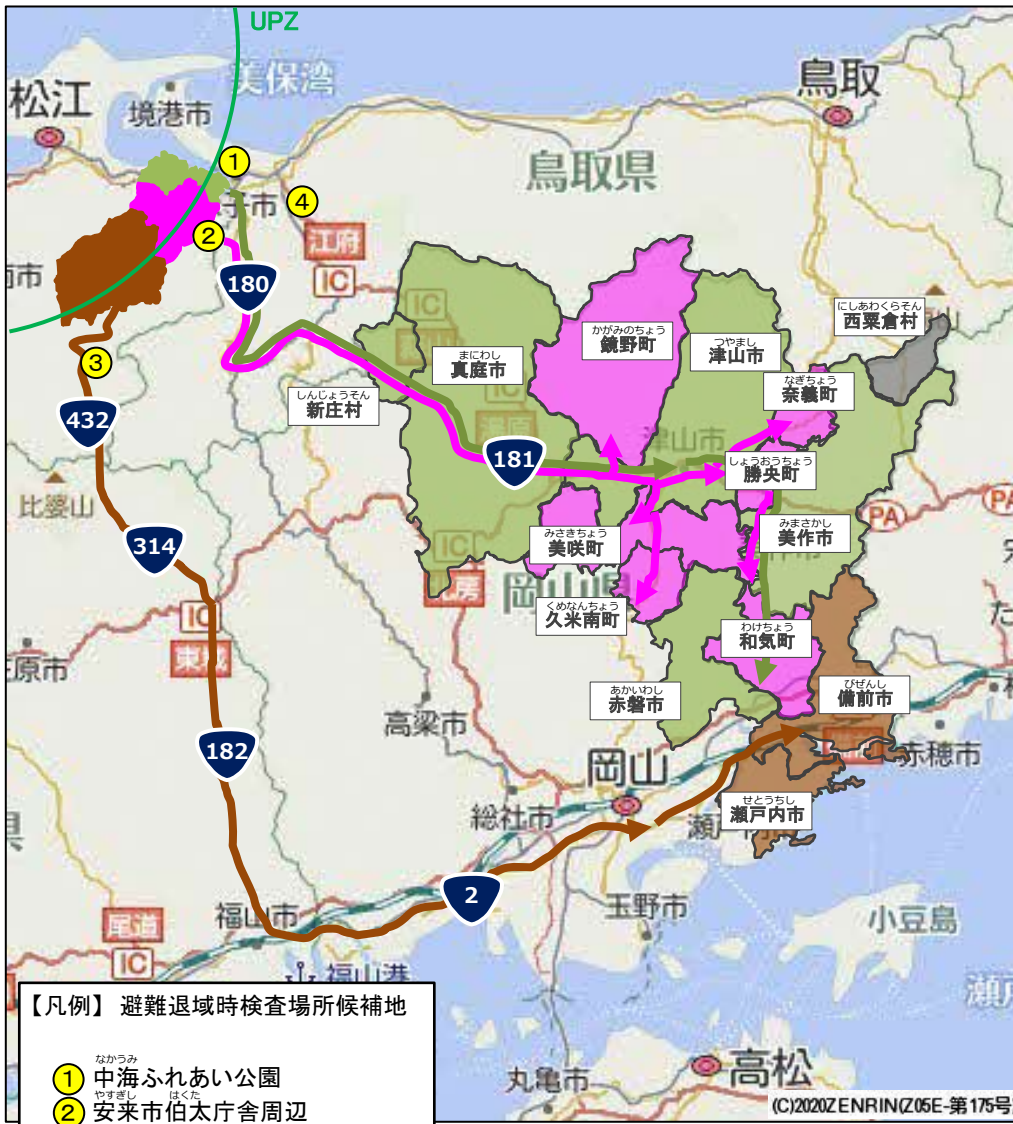 UPZ
美保湾
松江
境港市
鳥取
鳥取県
①
子市
④
②
江府
IC
南市
180
IC
にしあわくらそん
西粟倉村
かがみのちょう
鏡野町
つやまし
津山市
まにわし
真庭市
なぎちょう
奈義町
しんじょうそん
新庄村
③
432
津山市
181
しょうおうちょう
勝央町
比婆山
PA
PA
みさきちょう
美咲町
みまさかし
美作市
314
IC
岡山県
IC
東城
くめなんちょう
久米南町
わけちょう
和気町
あかいわし
赤磐市
びぜんし
備前市
高梁市
182
岡山
赤穂市
総社市
せとうちし
瀬戸内市
2
福山市
玉野市
小豆島
尾道
IC
福山港
高松
丸亀市
【凡例】 避難退域時検査場所候補地
なかうみ
① 中海ふれあい公園
やすぎし はくた
② 安来市伯太庁舎周辺
(C)2020ZENRIN(Z05E-第175号